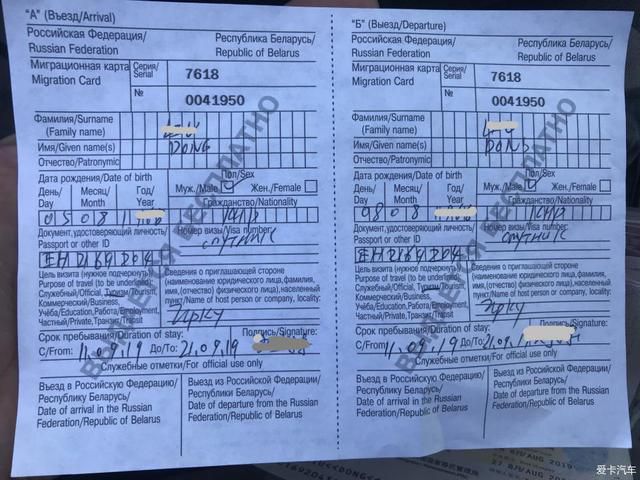 "А" (Въезд/Arrival)
Российская Федерация/
Russian Federation
Республика Беларусь/
Republic of Belarus
Миграционная карта
Migration Card
Серия/
Serial
7618
№
0041950
Фамилия/Surname
(Family name)
Имя/Given name(s)
DONG
Отчество/Patronymic
Дата рождения/Date of birth
Пол/Sex
День/
Day
Месяц/
Month
Год/
Year
Муж./Male
Жен./Female
Гражданство/Nationality
05 08
Документ, удостоверяющий личность/
Passport or other ID
Номер визы/Visa number:
спутник
Цель визита (нужное подчеркнуть)/
Purpose of travel (to be underlined):
Служебный/Official, Туризм/Tourism,
Коммерческий/Business,
Учёба/Education, Работа/Employment,
Частный/Private, Транзит/Transit
Сведения о приглашающей стороне
(наименование юридического лица, фамилия,
имя, (отчество) физического лица), населенный
пункт/Name of host person or company, locality:
Срок пребывания/Duration of stay:
Подпись/Signature:
С/From: 11.09.19 До/To: 21.09.19
Служебные отметки/For official use only
Въезд в Российскую Федерацию/
Республику Беларусь/
Date of arrival in the Russian
Federation/Republic of Belarus
Выезд из Российской Федерации/
Республики Беларусь/
Date of departure from the Russian
Federation/Republic of Belarus
ВЫДАЕТСЯ БЕСПЛАТНО
"Б" (Выезд/Departure)
Российская Федерация/
Russian Federation
Республика Беларусь/
Republic of Belarus
Миграционная карта
Migration Card
Серия/
Serial
7618
№
0041950
Фамилия/Surname
(Family name)
Имя/Given name(s)
DONG
Отчество/Patronymic
Дата рождения/Date of birth
Пол/Sex
День/
Day
Месяц/
Month
Год/
Year
Муж./Male
Жен./Female
Гражданство/Nationality
08
Документ, удостоверяющий личность/
Passport or other ID
Номер визы/Visa number:
спутник
Цель визита (нужное подчеркнуть)/
Purpose of travel (to be underlined):
Служебный/Official, Туризм/Tourism,
Коммерческий/Business,
Учёба/Education, Работа/Employment,
Частный/Private, Транзит/Transit
Сведения о приглашающей стороне
(наименование юридического лица, фамилия,
имя, (отчество) физического лица), населенный
пункт/Name of host person or company, locality:
Срок пребывания/Duration of stay:
Подпись/Signature:
С/From: 11.09.19 До/To: 21.09.
Служебные отметки/For official use only
Въезд в Российскую Федерацию/
Республику Беларусь/
Date of arrival in the Russian
Federation/Republic of Belarus
Выезд из Российской Федерации/
Республики Беларусь/
Date of departure from the Russian
Federation/Republic of Belarus
ВЫДАЕТСЯ БЕСПЛАТНО
爱卡汽车